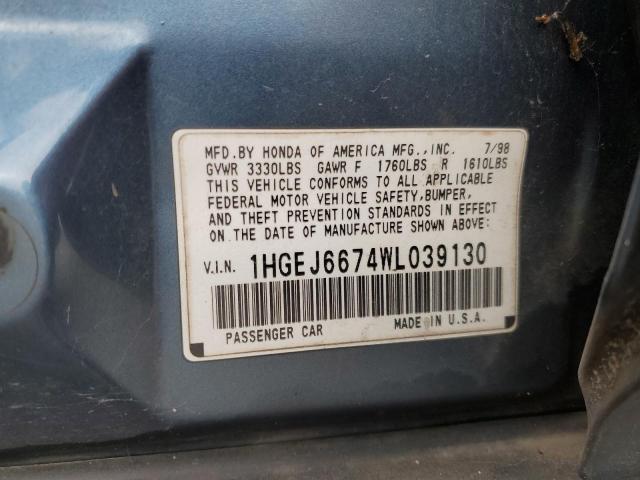 MFD.BY HONDA OF AMERICA MFG.,INC. 7/98
GVWR 3330LBS GAWR F 1760LBS R 1610LBS
THIS VEHICLE CONFORMS TO ALL APPLICABLE
FEDERAL MOTOR VEHICLE SAFETY,BUMPER,
AND THEFT PREVENTION STANDARDS IN EFFECT
ON THE DATE OF MANUFACTURE SHOWN ABOVE:
V.I.N. 1HGEJ6674WL039130
PASSENGER CAR MADE IN U.S.A.